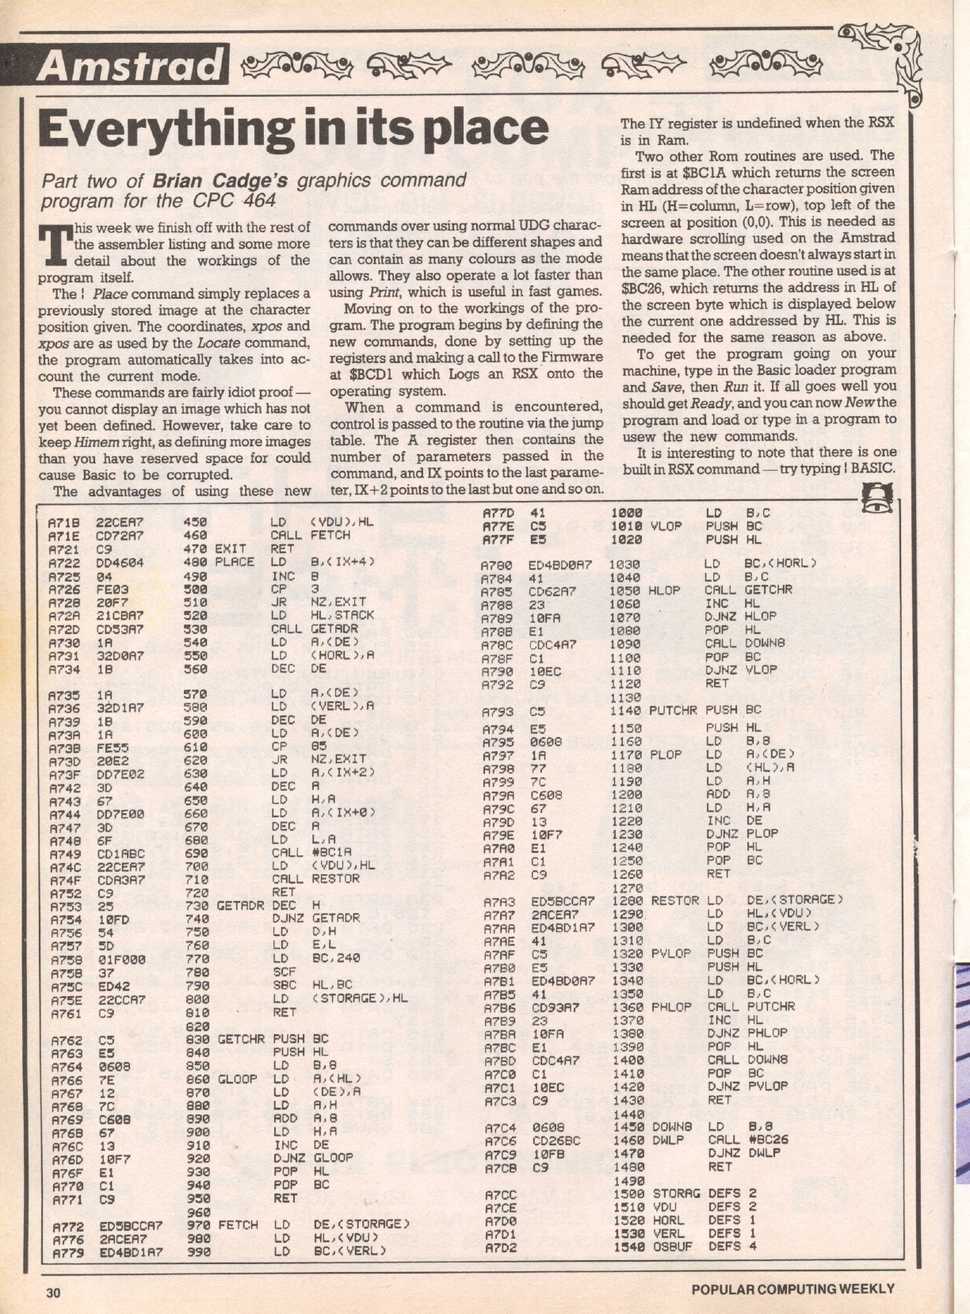 Amstrad
Everything in its place
Part two of Brian Cadge's graphics command
program for the CPC 464
This week we finish off with the rest of
the assembler listing and some more
detail about the workings of the
program itself.
The | Place command simply replaces a
previously stored image at the character
position given. The coordinates, xpos and
xpos are as used by the Locate command,
the program automatically takes into ac-
count the current mode.
These commands are fairly idiot proof —
you cannot display an image which has not
yet been defined. However, take care to
keep Himem right, as defining more images
than you have reserved space for could
cause Basic to be corrupted.
The advantages of using these new
commands over using normal UDG charac-
ters is that they can be different shapes and
can contain as many colours as the mode
allows. They also operate a lot faster than
using Print, which is useful in fast games.
Moving on to the workings of the pro-
gram. The program begins by defining the
new commands, done by setting up the
registers and making a call to the Firmware
at $BCD1 which Logs an RSX onto the
operating system.
When a command is encountered,
control is passed to the routine via the jump
table. The A register then contains the
number of parameters passed in the
command, and IX points to the last parame-
ter, IX+2 points to the last but one and so on.
The IY register is undefined when the RSX
is in Ram.
Two other Rom routines are used. The
first is at $BC1A which returns the screen
Ram address of the character position given
in HL (H=column, L=row), top left of the
screen at position (0,0). This is needed as
hardware scrolling used on the Amstrad
means that the screen doesn't always start in
the same place. The other routine used is at
$BC26, which returns the address in HL of
the screen byte which is displayed below
the current one addressed by HL. This is
needed for the same reason as above.
To get the program going on your
machine, type in the Basic loader program
and Save, then Run it. If all goes well you
should get Ready, and you can now New the
program and load or type in a program to
usew the new commands.
It is interesting to note that there is one
built in RSX command — try typing | BASIC.
A71B 22CEA7 450 LD (VDU),HL
A71E CD72A7 460 CALL FETCH
A721 C9 470 EXIT RET
A722 DD4604 480 PLACE LD B,(IX+4)
A725 04 490 INC B
A726 FE03 500 CP 3
A728 20F7 510 JR NZ,EXIT
A72A 21CBA7 520 LD HL,STACK
A72D CD53A7 530 CALL GETADR
A730 1A 540 LD A,(DE)
A731 32D0A7 550 LD (HORL),A
A734 1B 560 DEC DE
A735 1A 570 LD A,(DE)
A736 32D1A7 580 LD (VERL),A
A739 1B 590 DEC DE
A73A 1A 600 LD A,(DE)
A73B FE55 610 CP 85
A73D 20E2 620 JR NZ,EXIT
A73F DD7E02 630 LD A,(IX+2)
A742 3D 640 DEC A
A743 67 650 LD H,A
A744 DD7E00 660 LD A,(IX+0)
A747 3D 670 DEC A
A748 6F 680 LD L,A
A749 CD1ABC 690 CALL #BC1A
A74C 22CEA7 700 LD (VDU),HL
A74F CDA3A7 710 CALL RESTOR
A752 C9 720 RET
A753 25 730 GETADR DEC H
A754 10FD 740 DJNZ GETADR
A756 54 750 LD D,H
A757 5D 760 LD E,L
A758 01F000 770 LD BC,240
A75B 37 780 SCF
A75C ED42 790 SBC HL,BC
A75E 22CCA7 800 LD (STORAGE),HL
A761 C9 810 RET
820
A762 C5 830 GETCHR PUSH BC
A763 E5 840 PUSH HL
A764 0608 850 LD B,8
A766 7E 860 GLOOP LD A,(HL)
A767 12 870 LD (DE),A
A768 7C 880 LD A,H
A769 C608 890 ADD A,8
A76B 67 900 LD H,A
A76C 13 910 INC DE
A76D 10F7 920 DJNZ GLOOP
A76F E1 930 POP HL
A770 C1 940 POP BC
A771 C9 950 RET
960
A772 ED5BCCA7 970 FETCH LD DE,(STORAGE)
A776 2ACEA7 980 LD HL,(VDU)
A779 ED4BD1A7 990 LD BC,(VERL)
A77D 41 1000 LD B,C
A77E C5 1010 VLOP PUSH BC
A77F E5 1020 PUSH HL
A780 ED4BD0A7 1030 LD BC,(HORL)
A784 41 1040 LD B,C
A785 CD62A7 1050 HLOP CALL GETCHR
A788 23 1060 INC HL
A789 10FA 1070 DJNZ HLOP
A78B E1 1080 POP HL
A78C CDC4A7 1090 CALL DOWN8
A78F C1 1100 POP BC
A790 10EC 1110 DJNZ VLOP
A792 C9 1120 RET
1130
A793 C5 1140 PUTCHR PUSH BC
A794 E5 1150 PUSH HL
A795 0608 1160 LD B,8
A797 1A 1170 PLOP LD A,(DE)
A798 77 1180 LD (HL),A
A799 7C 1190 LD A,H
A79A C608 1200 ADD A,8
A79C 67 1210 LD H,A
A79D 13 1220 INC DE
A79E 10F7 1230 DJNZ PLOP
A7A0 E1 1240 POP HL
A7A1 C1 1250 POP BC
A7A2 C9 1260 RET
1270
A7A3 ED5BCCA7 1280 RESTOR LD DE,(STORAGE)
A7A7 2ACEA7 1290 LD HL,(VDU)
A7AA ED4BD1A7 1300 LD BC,(VERL)
A7AE 41 1310 LD B,C
A7AF C5 1320 PVLOP PUSH BC
A7B0 E5 1330 PUSH HL
A7B1 ED4BD0A7 1340 LD BC,(HORL)
A7B5 41 1350 LD B,C
A7B6 CD93A7 1360 PHLOP CALL PUTCHR
A7B9 23 1370 INC HL
A7BA 10FA 1380 DJNZ PHLOP
A7BC E1 1390 POP HL
A7BD CDC4A7 1400 CALL DOWN8
A7C0 C1 1410 POP BC
A7C1 10EC 1420 DJNZ PVLOP
A7C3 C9 1430 RET
1440
A7C4 0608 1450 DOWN8 LD B,8
A7C6 CD26BC 1460 DWLP CALL #BC26
A7C9 10FB 1470 DJNZ DWLP
A7CB C9 1480 RET
1490
A7CC 1500 STORAG DEFS 2
A7CE 1510 VDU DEFS 2
A7D0 1520 HORL DEFS 1
A7D1 1530 VERL DEFS 1
A7D2 1540 OSBUF DEFS 4
30
POPULAR COMPUTING WEEKLY